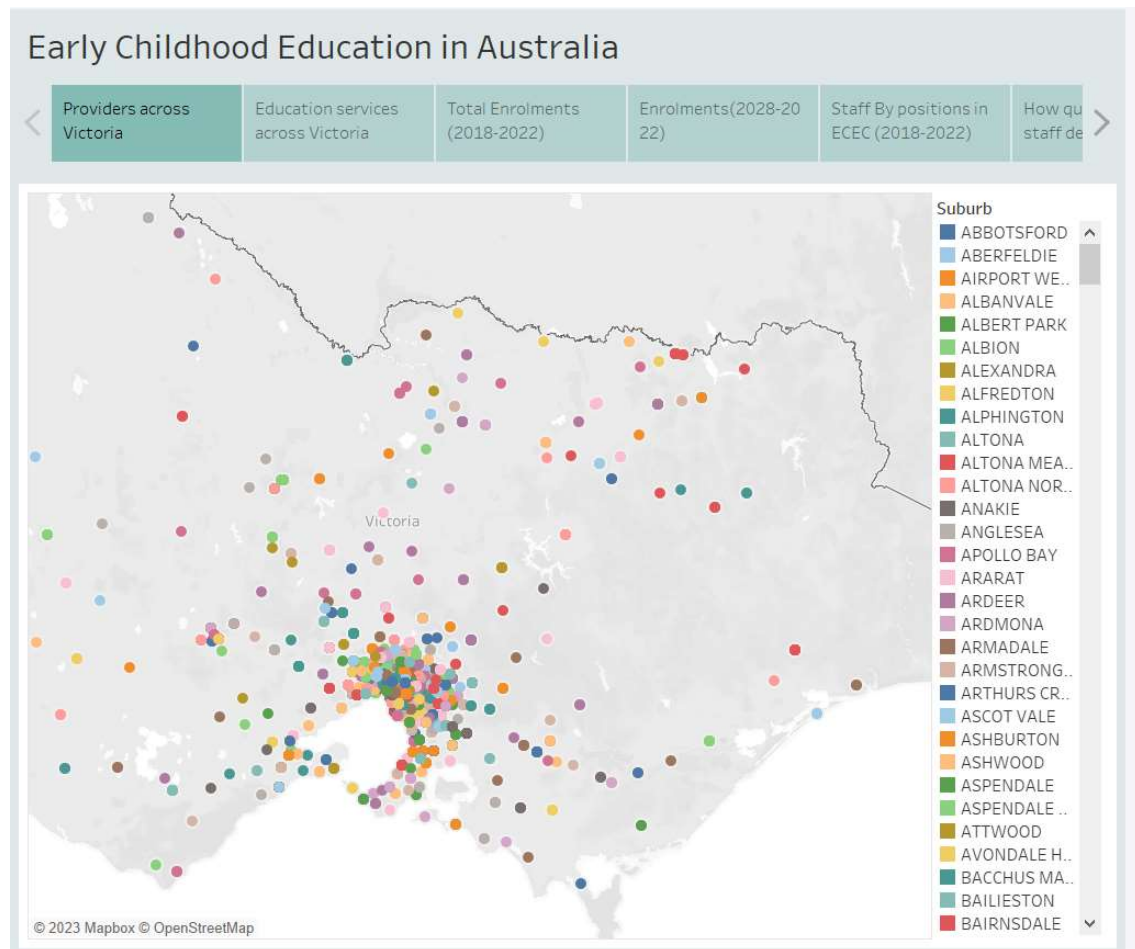 Early Childhood Education in Australia
Providers across
Victoria
Education services
across Victoria
Total Enrolments
(2018-2022)
Enrolments(2028-20
22)
Staff By positions in
ECEC (2018-2022)
How qu
staff de
Victoria
Suburb
ABBOTSFORD
ABERFELDIE
AIRPORT WE..
ALBANVALE
ALBERT PARK
ALBION
ALEXANDRA
ALFREDTON
ALPHINGTON
ALTONA
ALTONA MEA..
ALTONA NOR..
ANAKIE
ANGLESEA
APOLLO BAY
ARARAT
ARDEER
ARDMONA
ARMADALE
ARMSTRONG..
ARTHURS CR..
ASCOT VALE
ASHBURTON
ASHWOOD
ASPENDALE
ASPENDALE ..
ATTWOOD
AVONDALE H..
BACCHUS MA..
BAILIESTON
BAIRNSDALE
© 2023 Mapbox © OpenStreetMap